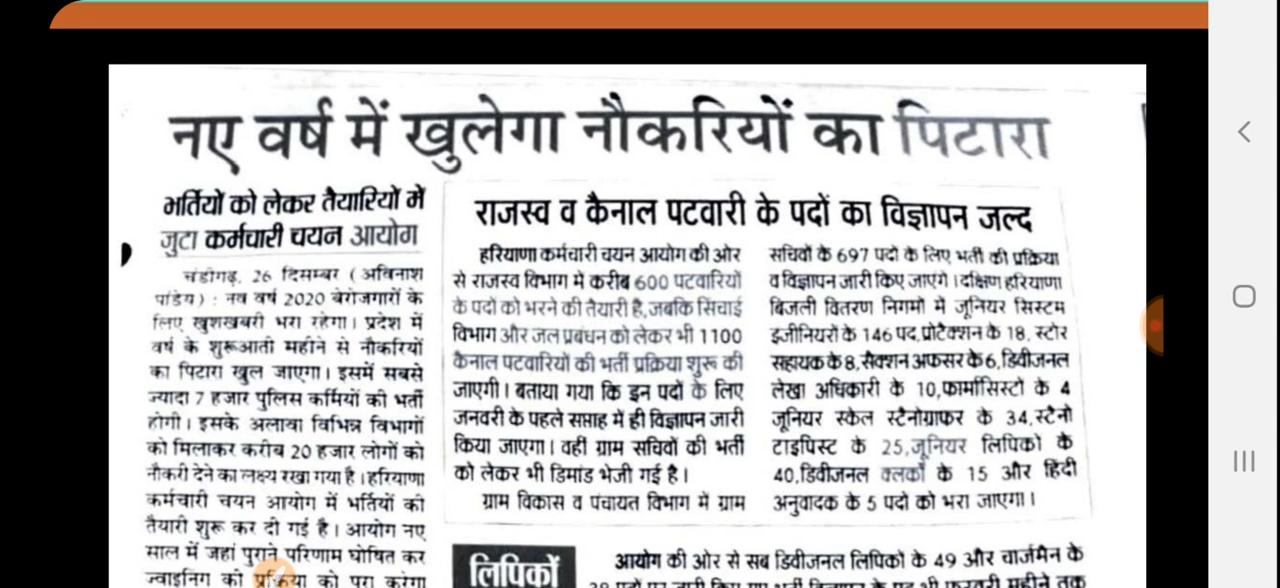 नए वर्ष में खुलेगा नौकरियों का पिटारा
भर्तियों को लेकर तैयारियों में
जुटा कर्मचारी चयन आयोग
चंडीगढ़, 26 दिसम्बर ( अविनाश
पांडेय ) : नव वर्ष 2020 बेरोजगारों के
लिए खुशखबरी भरा रहेगा। प्रदेश में
वर्ष के शुरूआती महीने से नौकरियों
का पिटारा खुल जाएगा। इसमें सबसे
ज्यादा 7 हजार पुलिस कर्मियों की भर्ती
होगी। इसके अलावा विभिन्न विभागों
को मिलाकर करीब 20 हजार लोगों को
नौकरी देने का लक्ष्य रखा गया है। हरियाणा
कर्मचारी चयन आयोग में भर्तियों की
तैयारी शुरू कर दी गई है। आयोग नए
साल में जहां पुराने परिणाम घोषित कर
ज्वाइनिंग की प्रक्रिया को पूरा करेगा
राजस्व व कैनाल पटवारी के पदों का विज्ञापन जल्द
हरियाणा कर्मचारी चयन आयोग की ओर
से राजस्व विभाग में करीब 600 पटवारियों
के पदों को भरने की तैयारी है, जबकि सिंचाई
विभाग और जल प्रबंधन को लेकर भी 1100
कैनाल पटवारियों की भर्ती प्रक्रिया शुरू की
जाएगी। बताया गया कि इन पदों के लिए
जनवरी के पहले सप्ताह में ही विज्ञापन जारी
किया जाएगा। वहीं ग्राम सचिवों की भर्ती
को लेकर भी डिमांड भेजी गई है।
ग्राम विकास व पंचायत विभाग में ग्राम
सचिवों के 697 पदों के लिए भर्ती की प्रक्रिया
व विज्ञापन जारी किए जाएंगे। दक्षिण हरियाणा
बिजली वितरण निगमों में जूनियर सिस्टम
इंजीनियरों के 146 पद, प्रोटैक्शन के 18, स्टोर
सहायक के 8, सैक्शन अफसर के 6, डिवीजनल
लेखा अधिकारी के 10, फार्मासिस्टों के 4
जूनियर स्केल स्टैनोग्राफर के 34, स्टैनो
टाइपिस्ट के 25, जूनियर लिपिकों के
40, डिवीजनल क्लर्कों के 15 और हिंदी
अनुवादक के 5 पदों को भरा जाएगा।
लिपिकों
आयोग की ओर से सब डिवीजनल लिपिकों के 49 और चार्जमैन के